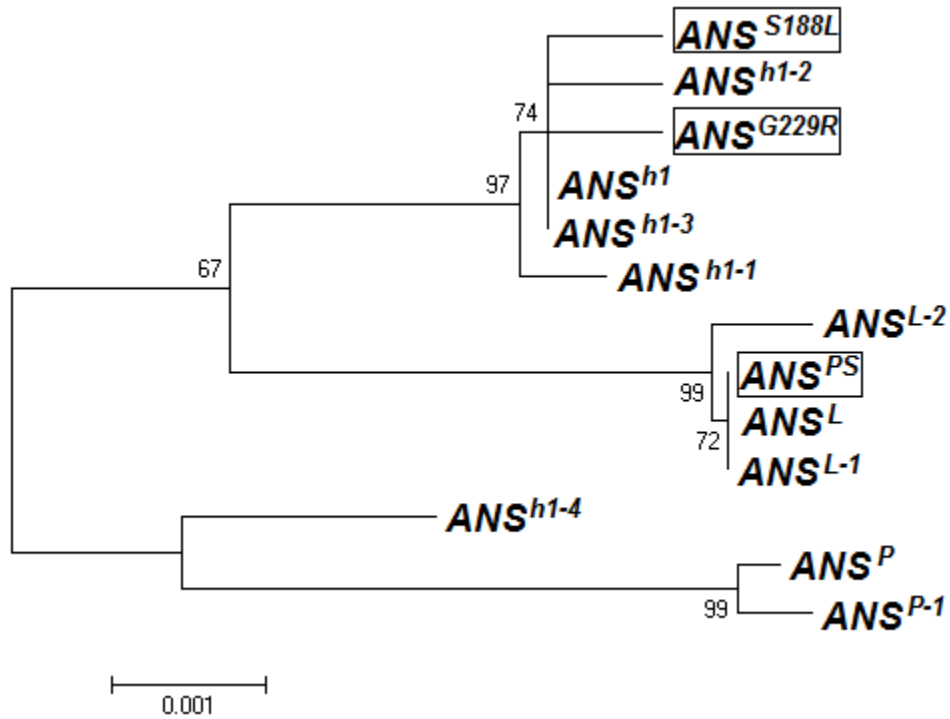 ANS S188L
ANS h1-2
74
ANS G229R
97
ANS h1
ANS h1-3
67
ANS h1-1
ANS L-2
ANS PS
99
ANS L
72
ANS L-1
ANS h1-4
ANS P
99
ANS P-1
0.001